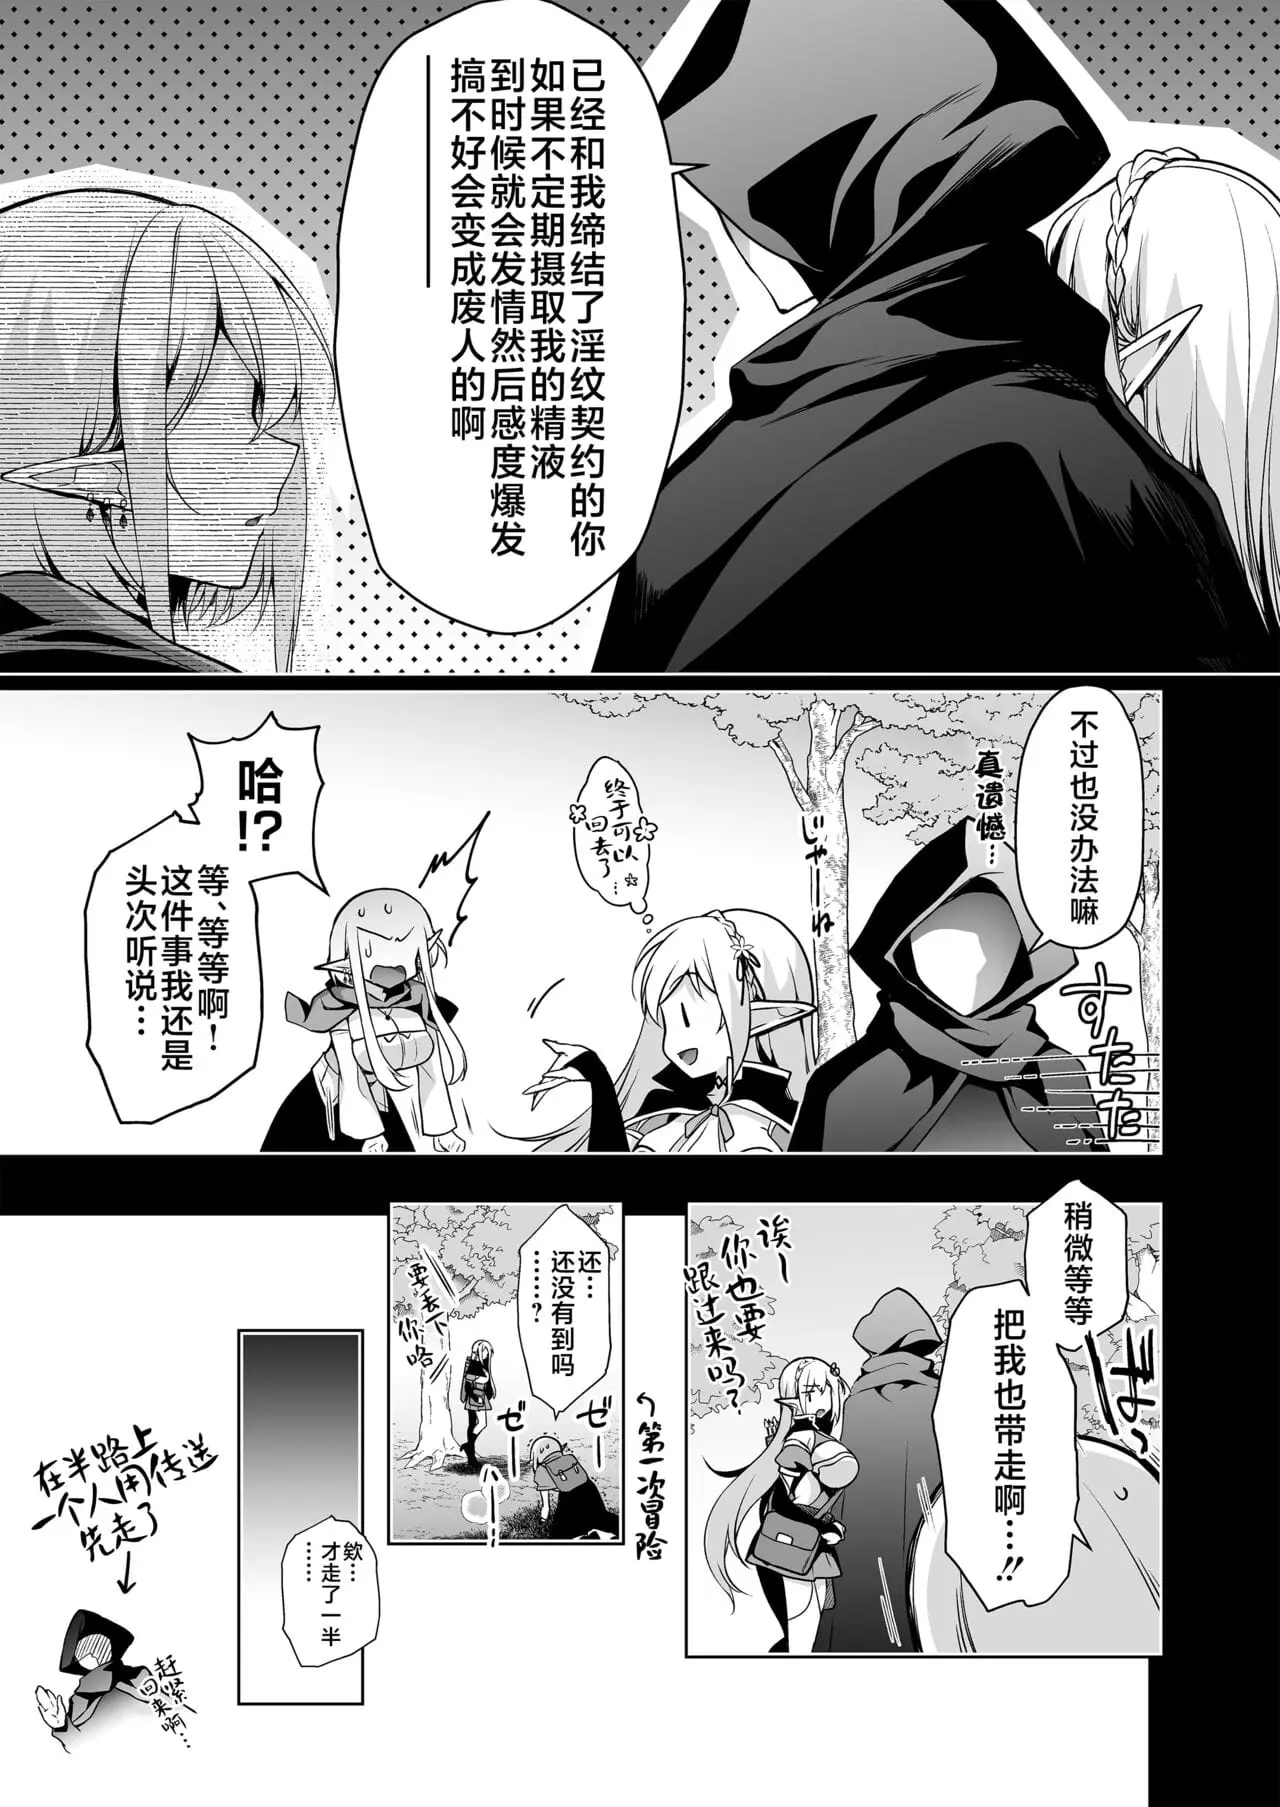 已经和我缔结了淫纹契约的你
如果不定期摄取我的精液
到时候就会发情然后感度爆发
搞不好会变成废人的啊
——
不过也没办法嘛
真遗憾…
すたたた
じゃーね
终于可以
回去了…
哈!?
等、等等啊！
这件事我还是
头次听说…
稍微等等
把我也带走啊…!!
ばっ
诶~
你也要
跟过来吗？
第一次冒险
还…
还没有到吗
……？
ゼー
ゼー
要丢下
你咯
欸…
才走了一半
……
在半路上
一个人用传送
先走了
赶紧
回来啊…